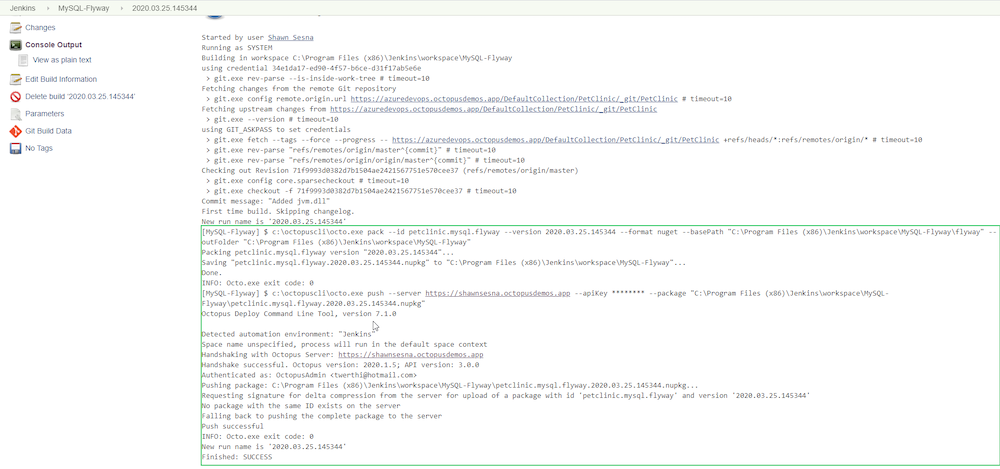 Jenkins › MySQL-Flyway › 2020.03.25.145344
Changes
Console Output
View as plain text
Edit Build Information
Delete build '2020.03.25.145344'
Parameters
Git Build Data
No Tags
Started by user Shawn Sesna
Running as SYSTEM
Building in workspace C:\Program Files (x86)\Jenkins\workspace\MySQL-Flyway
using credential 34e1da17-ed90-4f57-b6ce-d31f17ab5e6e
> git.exe rev-parse --is-inside-work-tree # timeout=10
Fetching changes from the remote Git repository
> git.exe config remote.origin.url https://azuredevops.octopusdemos.app/DefaultCollection/PetClinic/_git/PetClinic # timeout=10
Fetching upstream changes from https://azuredevops.octopusdemos.app/DefaultCollection/PetClinic/_git/PetClinic
> git.exe --version # timeout=10
using GIT_ASKPASS to set credentials
> git.exe fetch --tags --force --progress -- https://azuredevops.octopusdemos.app/DefaultCollection/PetClinic/_git/PetClinic +refs/heads/*:refs/remotes/origin/* # timeout=10
> git.exe rev-parse "refs/remotes/origin/master^{commit}" # timeout=10
> git.exe rev-parse "refs/remotes/origin/origin/master^{commit}" # timeout=10
Checking out Revision 71f9993d0382d7b1504ae2421567751e570cee37 (refs/remotes/origin/master)
> git.exe config core.sparsecheckout # timeout=10
> git.exe checkout -f 71f9993d0382d7b1504ae2421567751e570cee37 # timeout=10
Commit message: "Added jvm.dll"
First time build. Skipping changelog.
New run name is '2020.03.25.145344'
[MySQL-Flyway] $ c:\octopuscli\octo.exe pack --id petclinic.mysql.flyway --version 2020.03.25.145344 --format nuget --basePath "C:\Program Files (x86)\Jenkins\workspace\MySQL-Flyway\flyway" --
outFolder "C:\Program Files (x86)\Jenkins\workspace\MySQL-Flyway"
Packing petclinic.mysql.flyway version "2020.03.25.145344"...
Saving "petclinic.mysql.flyway.2020.03.25.145344.nupkg" to "C:\Program Files (x86)\Jenkins\workspace\MySQL-Flyway"...
Done.
INFO: Octo.exe exit code: 0
[MySQL-Flyway] $ c:\octopuscli\octo.exe push --server https://shawnsesna.octopusdemos.app --apiKey ******** --package "C:\Program Files (x86)\Jenkins\workspace\MySQL-
Flyway\petclinic.mysql.flyway.2020.03.25.145344.nupkg"
Octopus Deploy Command Line Tool, version 7.1.0
Detected automation environment: "Jenkins"
Space name unspecified, process will run in the default space context
Handshaking with Octopus Server: https://shawnsesna.octopusdemos.app
Handshake successful. Octopus version: 2020.1.5; API version: 3.0.0
Authenticated as: OctopusAdmin <twerthi@hotmail.com>
Pushing package: C:\Program Files (x86)\Jenkins\workspace\MySQL-Flyway\petclinic.mysql.flyway.2020.03.25.145344.nupkg...
Requesting signature for delta compression from the server for upload of a package with id 'petclinic.mysql.flyway' and version '2020.03.25.145344'
No package with the same ID exists on the server
Falling back to pushing the complete package to the server
Push successful
INFO: Octo.exe exit code: 0
New run name is '2020.03.25.145344'
Finished: SUCCESS